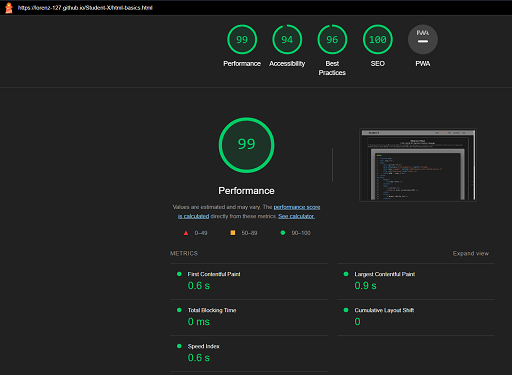 https://lorenz-127.github.io/Student-X/html-basics.html
99 94 96 100 PWA
Performance Accessibility Best Practices SEO PWA
99
Performance
Values are estimated and may vary. The performance score
is calculated directly from these metrics. See calculator.
0–49 50–89 90–100
METRICS Expand view
First Contentful Paint
0.6 s
Largest Contentful Paint
0.9 s
Total Blocking Time
0 ms
Cumulative Layout Shift
0
Speed Index
0.6 s